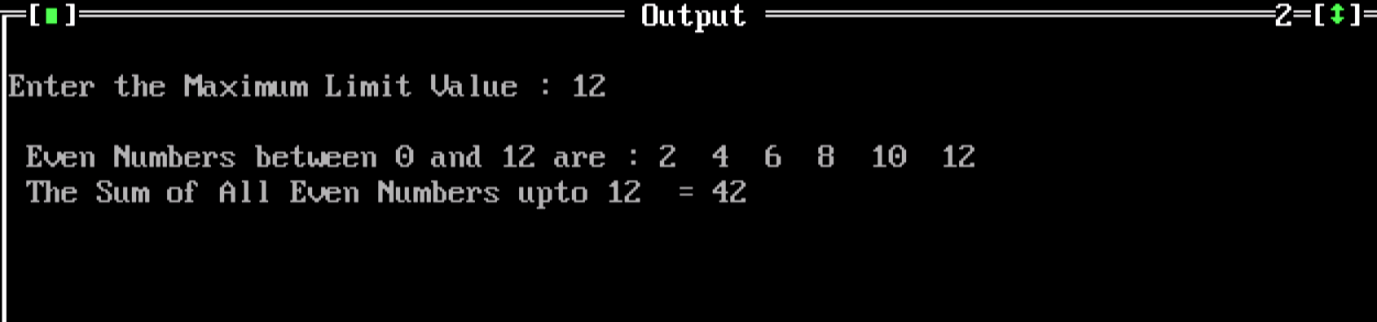 [■] Output 2=[↕]
Enter the Maximum Limit Value : 12
Even Numbers between 0 and 12 are : 2 4 6 8 10 12
The Sum of All Even Numbers upto 12 = 42